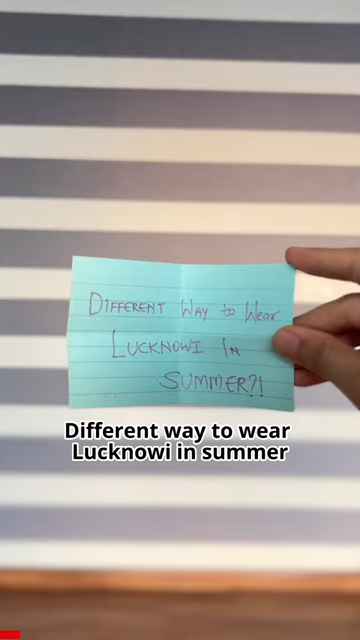 DIFFERENT WAY to Wear
LUCKNOWI IN
SUMMER?!
Different way to wear
Lucknowi in summer